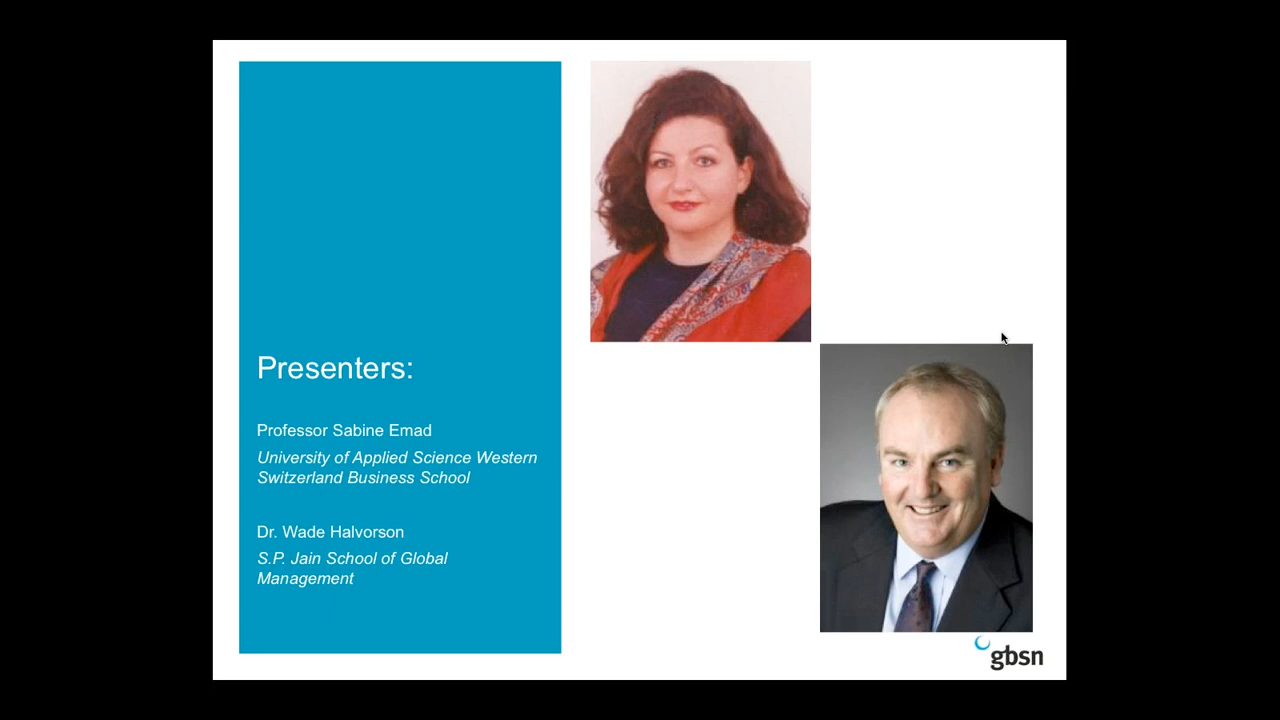 Presenters:
Professor Sabine Emad
University of Applied Science Western
Switzerland Business School
Dr. Wade Halvorson
S.P. Jain School of Global
Management
gbsn